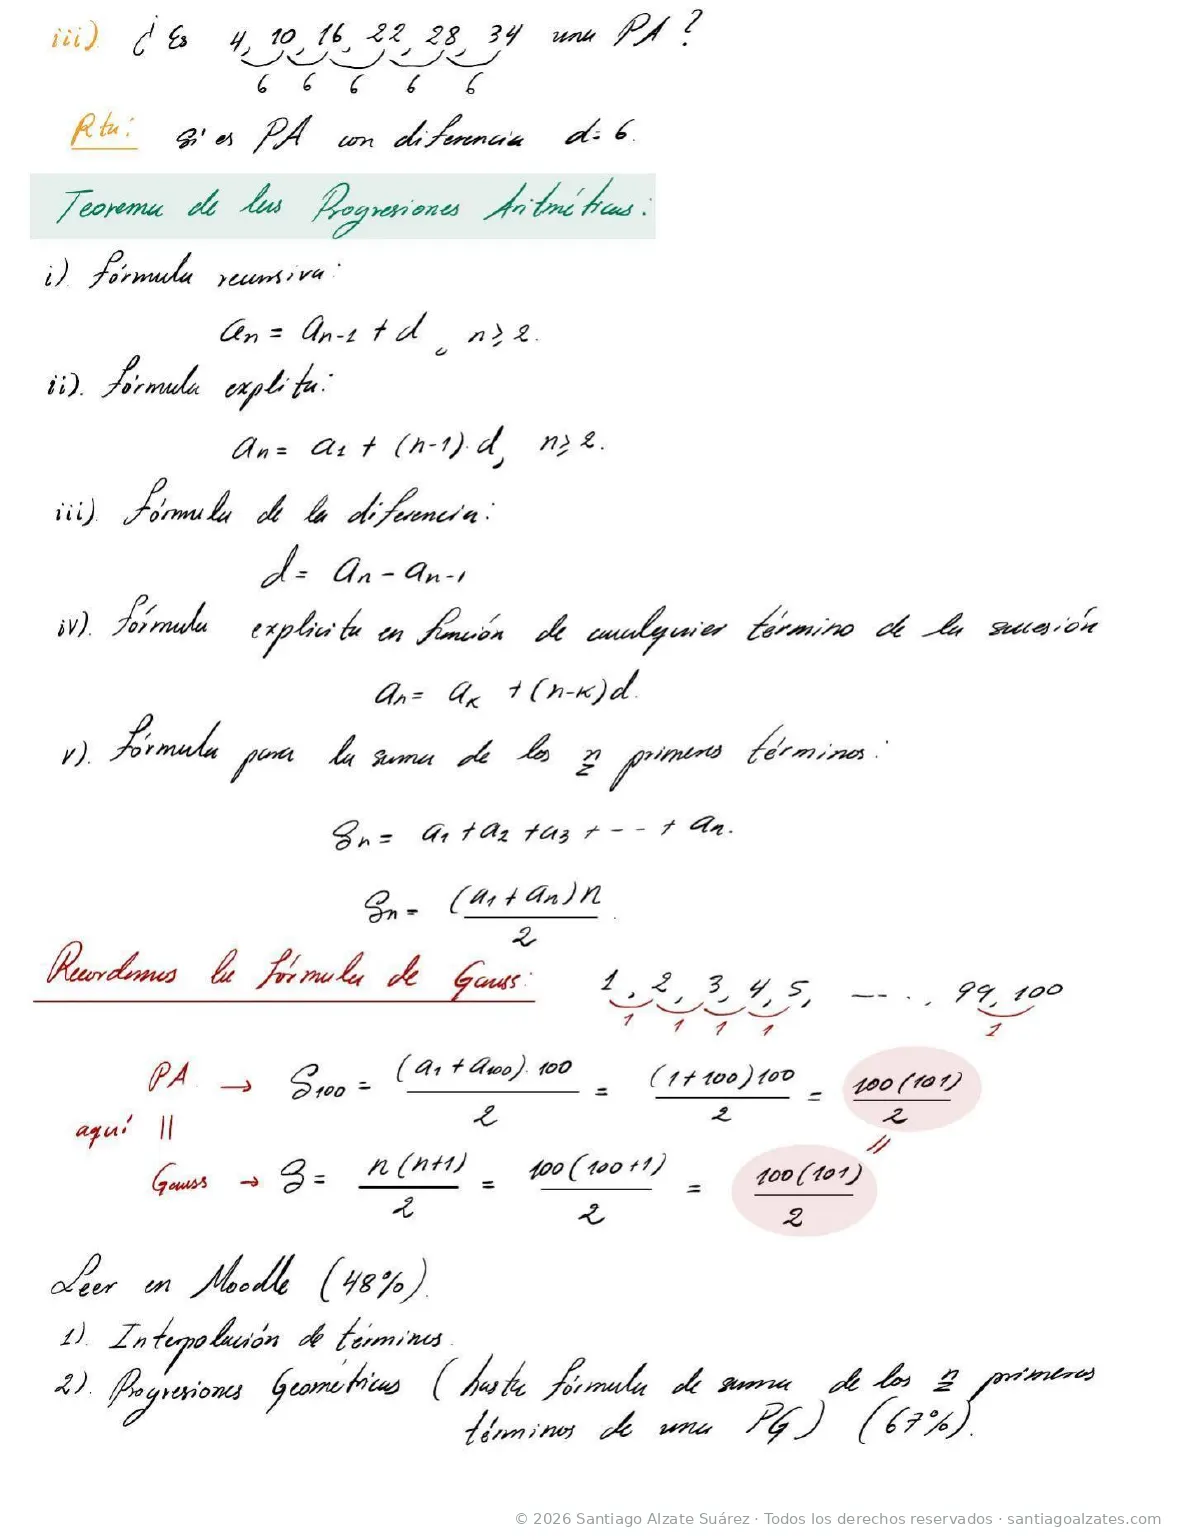 iii). ¿Es 4, 10, 16, 22, 28, 34 una PA?
6 6 6 6 6
Rta: Si es PA con diferencia d=6.
Teorema de las Progresiones Aritméticas:
i). Fórmula recursiva:
aₙ = aₙ₋₁ + d, n≥2.
ii). Fórmula explita:
aₙ = a₁ + (n-1)·d, n≥2.
iii). Fórmula de la diferencia:
d = aₙ - aₙ₋₁
iv). Fórmula explicita en función de cualquier término de la sucesión
aₙ = aₖ + (n-k)d.
v). Fórmula para la suma de los n primeros términos:
Sₙ = a₁ + a₂ + a₃ + --- + aₙ.
Sₙ = (a₁ + aₙ)n / 2.
Recordemos la fórmula de Gauss: 1, 2, 3, 4, 5, --- .., 99, 100
1 1 1 1 1
PA → S₁₀₀ = (a₁ + a₁₀₀)·100 / 2 = (1+100)100 / 2 = 100(101) / 2
aquí || //
Gauss → S = n(n+1) / 2 = 100(100+1) / 2 = 100(101) / 2
Leer en Moodle (48%).
1). Interpolación de términos.
2). Progresiones Geométricas (hasta fórmula de suma de los n primeros
términos de una PG) (67%).
© 2026 Santiago Alzate Suárez · Todos los derechos reservados · santiagoalzates.com